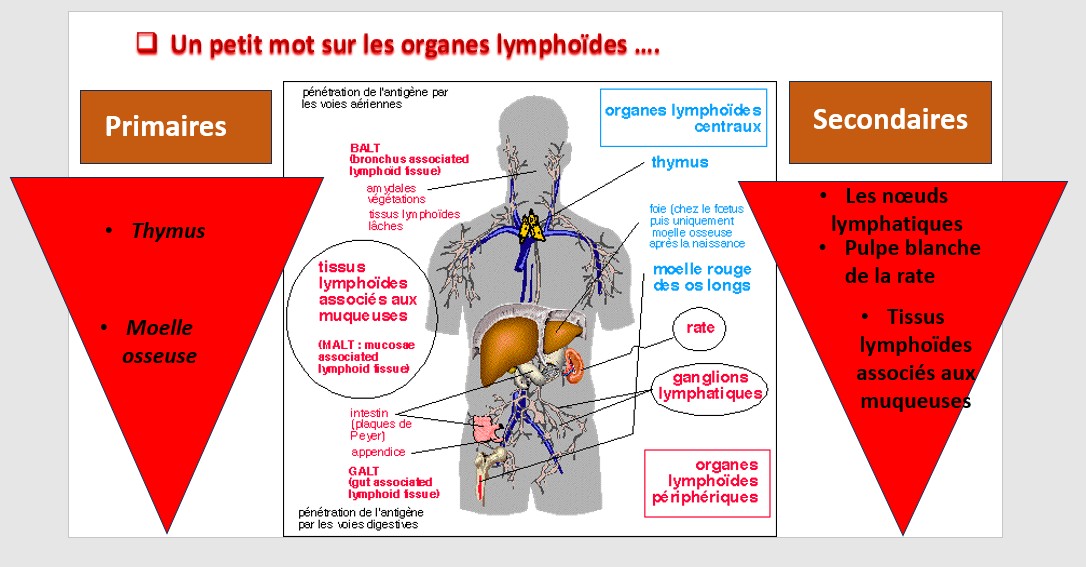 Un petit mot sur les organes lymphoïdes ….
Primaires
• Thymus
• Moelle
osseuse
pénétration de l'antigène par
les voies aériennes
BALT
(bronchus associated
lymphoid tissue)
amydales
végétations
tissus lymphoïdes
lâches
tissus
lymphoïdes
associés aux
muqueuses
(MALT : mucosae
associated
lymphoid tissue)
intestin
(plaques de
Peyer)
appendice
GALT
(gut associated
lymphoid tissue)
pénétration de l'antigène
par les voies digestives
organes lymphoïdes
centraux
thymus
foie (chez le fœtus
puis uniquement
moelle osseuse
après la naissance
moelle rouge
des os longs
rate
ganglions
lymphatiques
organes
lymphoïdes
périphériques
Secondaires
• Les nœuds
lymphatiques
• Pulpe blanche
de la rate
• Tissus
lymphoïdes
associés aux
muqueuses